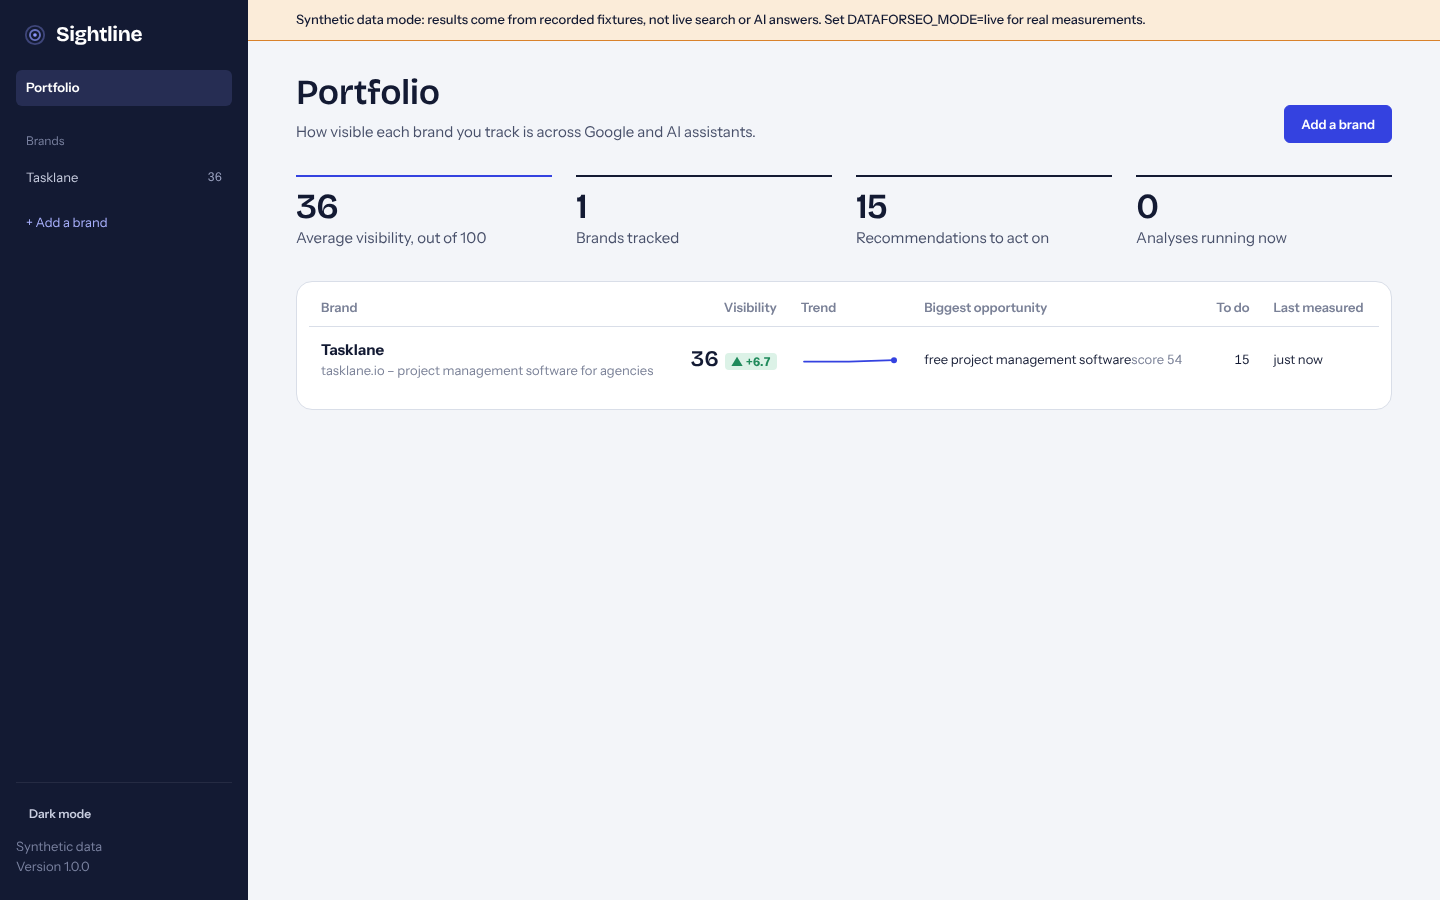 Sightline
Portfolio
Brands
Tasklane 36
+ Add a brand
Dark mode
Synthetic data
Version 1.0.0
Synthetic data mode: results come from recorded fixtures, not live search or AI answers. Set DATAFORSEO_MODE=live for real measurements.
Portfolio
How visible each brand you track is across Google and AI assistants.
Add a brand
36
Average visibility, out of 100
1
Brands tracked
15
Recommendations to act on
0
Analyses running now
Brand Visibility Trend Biggest opportunity To do Last measured
Tasklane
tasklane.io – project management software for agencies
36 ▲ +6.7 free project management softwarescore 54 15 just now